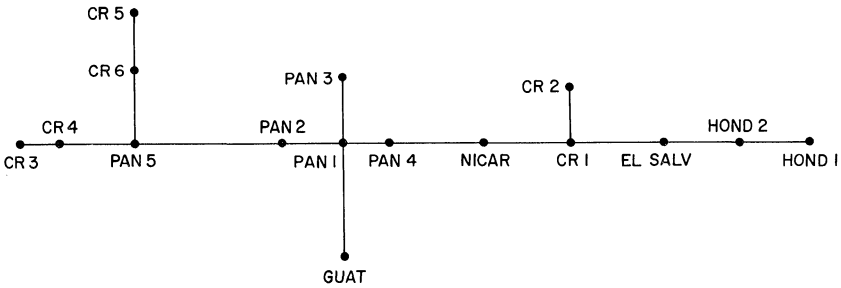 CR 5
CR 6
PAN 3
CR 2
CR 4
PAN 2
HOND 2
CR 3
PAN 5
PAN 1
PAN 4
NICAR
CR 1
EL SALV
HOND 1
GUAT